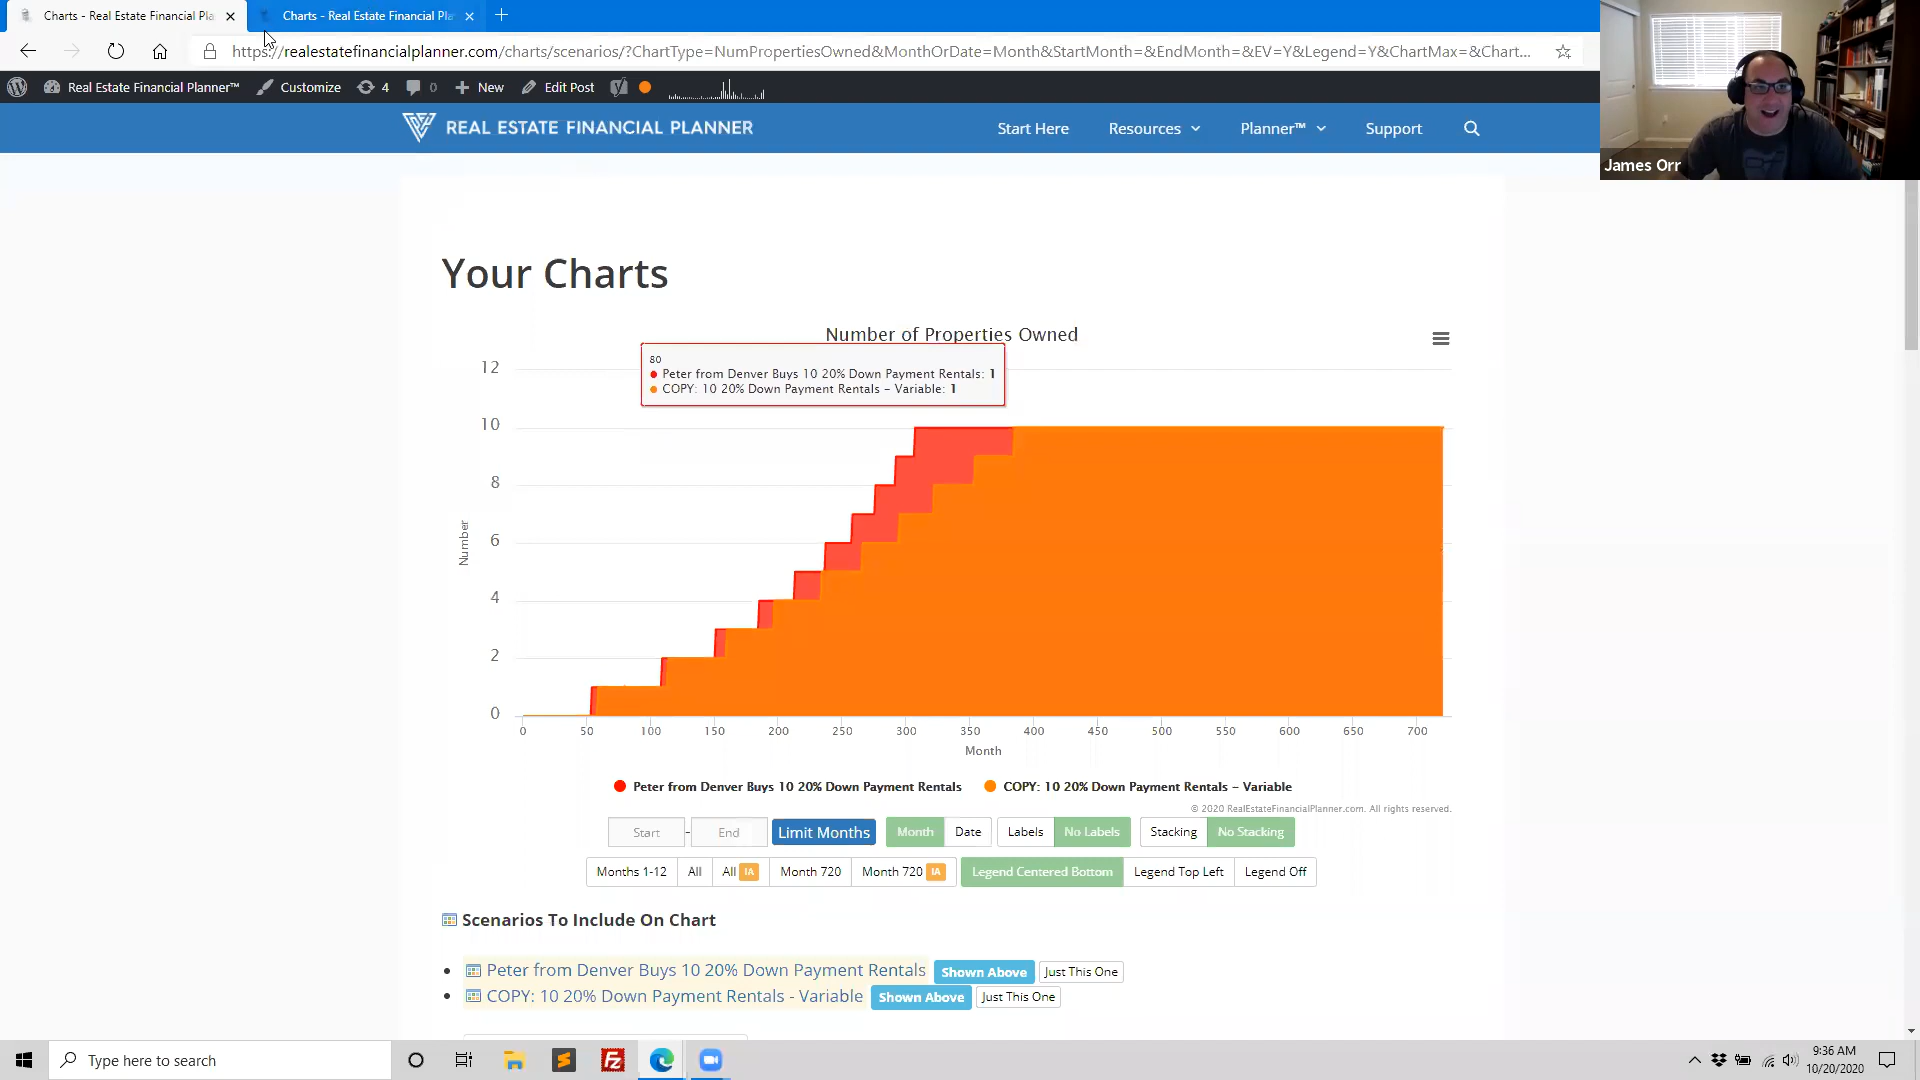 Charts - Real Estate Financial Pla
Charts - Real Estate Financial Pla
https://realestatefinancialplanner.com/charts/scenarios/?ChartType=NumPropertiesOwned&MonthOrDate=Month&StartMonth=&EndMonth=&EV=Y&Legend=Y&ChartMax=&Chart...
Real Estate Financial Planner™ Customize 4 0 New Edit Post
REAL ESTATE FINANCIAL PLANNER Start Here Resources Planner™ Support
James Orr
Your Charts
Number of Properties Owned
80
Peter from Denver Buys 10 20% Down Payment Rentals: 1
COPY: 10 20% Down Payment Rentals – Variable: 1
12
10
8
6
4
2
0
Number
0 50 100 150 200 250 300 350 400 450 500 550 600 650 700
Month
Peter from Denver Buys 10 20% Down Payment Rentals COPY: 10 20% Down Payment Rentals – Variable
© 2020 RealEstateFinancialPlanner.com. All rights reserved.
Start - End Limit Months Month Date Labels No Labels Stacking No Stacking
Months 1-12 All All IA Month 720 Month 720 IA Legend Centered Bottom Legend Top Left Legend Off
Scenarios To Include On Chart
Peter from Denver Buys 10 20% Down Payment Rentals Shown Above Just This One
COPY: 10 20% Down Payment Rentals - Variable Shown Above Just This One
Type here to search
9:36 AM
10/20/2020